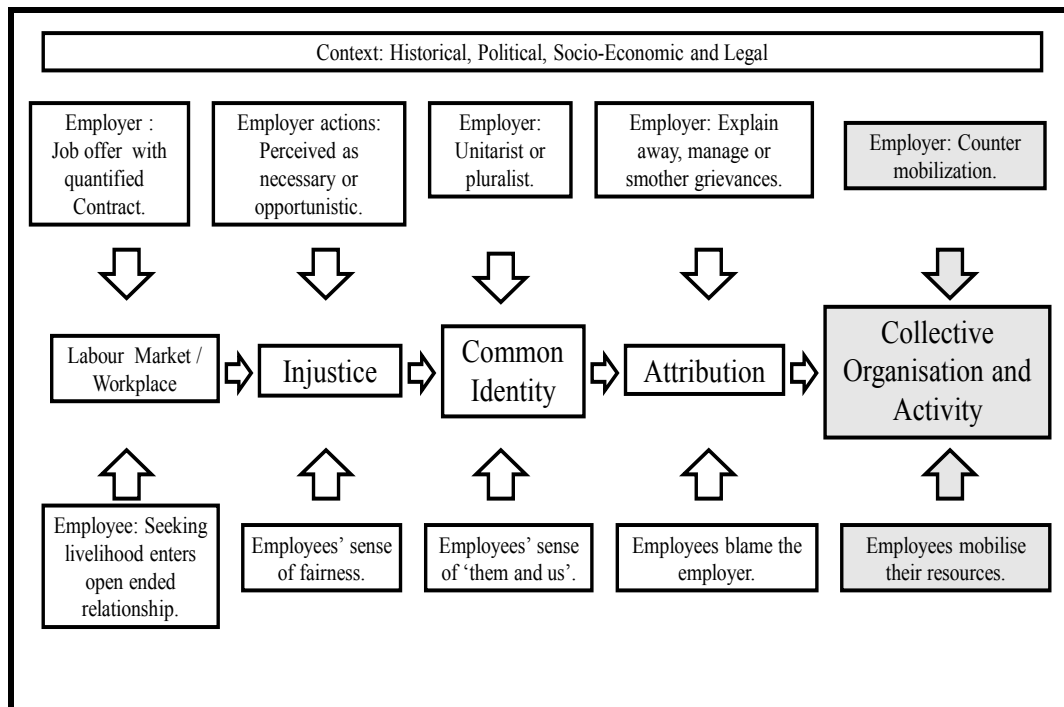 Context: Historical, Political, Socio-Economic and Legal
Employer :
Job offer with
quantified
Contract.
Employer actions:
Perceived as
necessary or
opportunistic.
Employer:
Unitarist or
pluralist.
Employer: Explain
away, manage or
smother grievances.
Employer: Counter
mobilization.
Labour Market /
Workplace
Injustice
Common
Identity
Attribution
Collective
Organisation and
Activity
Employee: Seeking
livelihood enters
open ended
relationship.
Employees’ sense
of fairness.
Employees’ sense
of ‘them and us’.
Employees blame the
employer.
Employees mobilise
their resources.